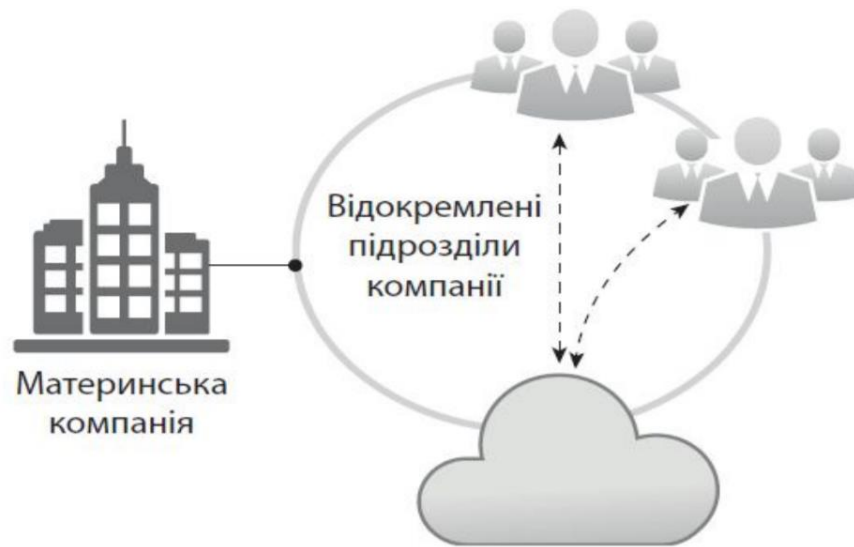 Відокремлені
підрозділи
компанії
Материнська
компанія